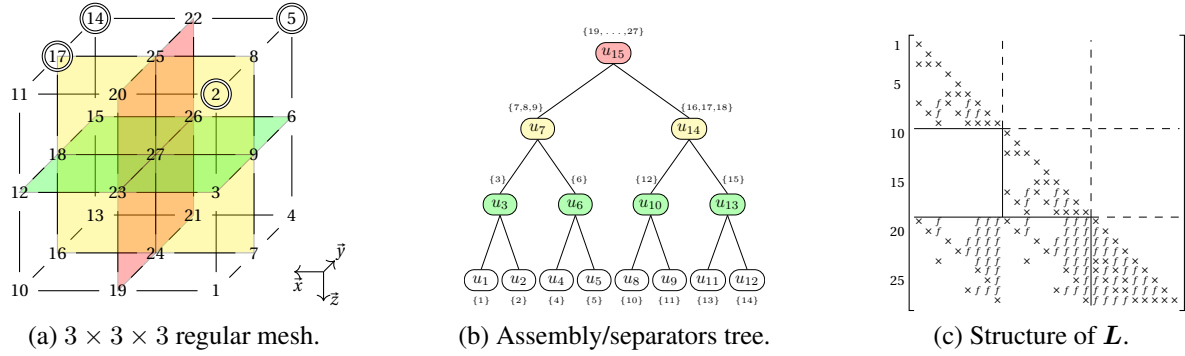 14 22 5
17 25 8
11 20 2
15 26 6
18 27 9
12 23 3
13 21 4
16 24 7
10 19 1
y⃗
x⃗
z⃗
(a) 3 × 3 × 3 regular mesh.
{19, . . . ,27}
u₁₅
{7,8,9} {16,17,18}
u₇ u₁₄
{3} {6} {12} {15}
u₃ u₆ u₁₀ u₁₃
u₁ u₂ u₄ u₅ u₈ u₉ u₁₁ u₁₂
{1} {2} {4} {5} {10} {11} {13} {14}
(b) Assembly/separators tree.
1
5
10
15
20
25
(c) Structure of L.